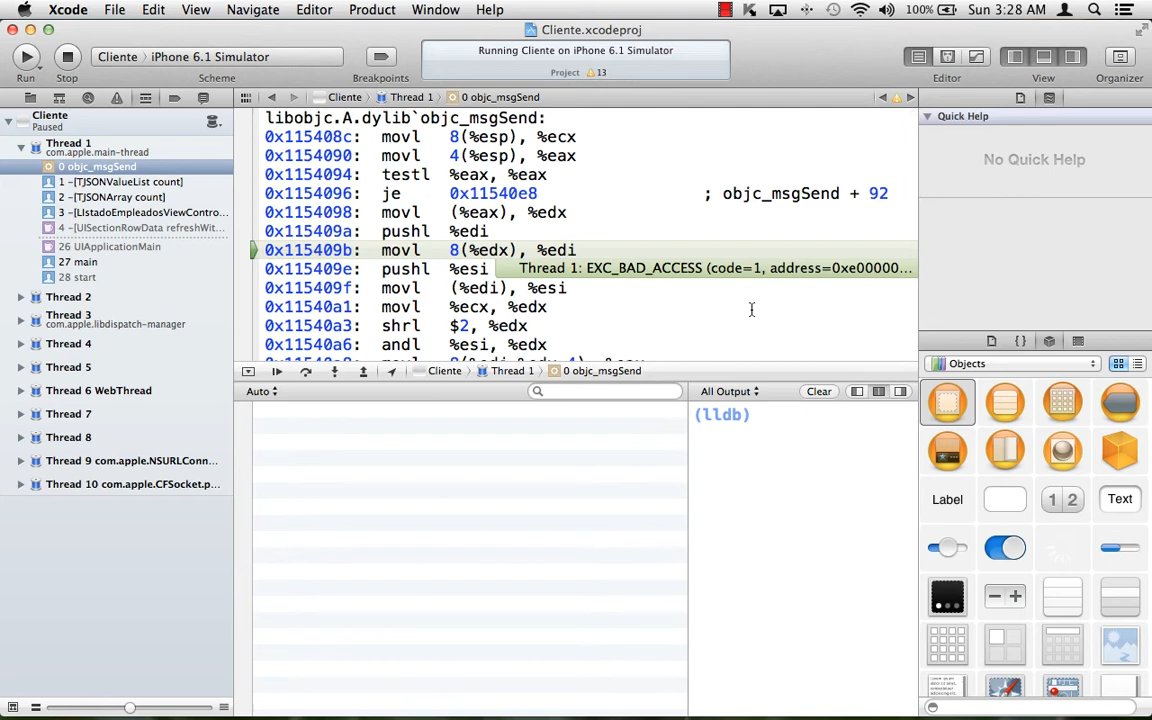 Xcode File Edit View Navigate Editor Product Window Help 100% Sun 3:28 AM
Cliente.xcodeproj
Run Stop Cliente › iPhone 6.1 Simulator Scheme Breakpoints
Running Cliente on iPhone 6.1 Simulator
Project 13
Editor View Organizer
Cliente Thread 1 0 objc_msgSend
Cliente
Paused
Thread 1
com.apple.main-thread
0 objc_msgSend
1 -[TJSONValueList count]
2 -[TJSONArray count]
3 -[LIstadoEmpleadosViewContro...
4 -[UISectionRowData refreshWit...
26 UIApplicationMain
27 main
28 start
Thread 2
Thread 3
com.apple.libdispatch-manager
Thread 4
Thread 5
Thread 6 WebThread
Thread 7
Thread 8
Thread 9 com.apple.NSURLConn...
Thread 10 com.apple.CFSocket.p...
libobjc.A.dylib`objc_msgSend:
0x115408c: movl 8(%esp), %ecx
0x1154090: movl 4(%esp), %eax
0x1154094: testl %eax, %eax
0x1154096: je 0x11540e8 ; objc_msgSend + 92
0x1154098: movl (%eax), %edx
0x115409a: pushl %edi
0x115409b: movl 8(%edx), %edi
0x115409e: pushl %esi Thread 1: EXC_BAD_ACCESS (code=1, address=0xe00000...
0x115409f: movl (%edi), %esi
0x11540a1: movl %ecx, %edx
0x11540a3: shrl $2, %edx
0x11540a6: andl %esi, %edx
Cliente Thread 1 0 objc_msgSend
Auto All Output Clear
(lldb)
Quick Help
No Quick Help
Objects
Label 1 2 Text